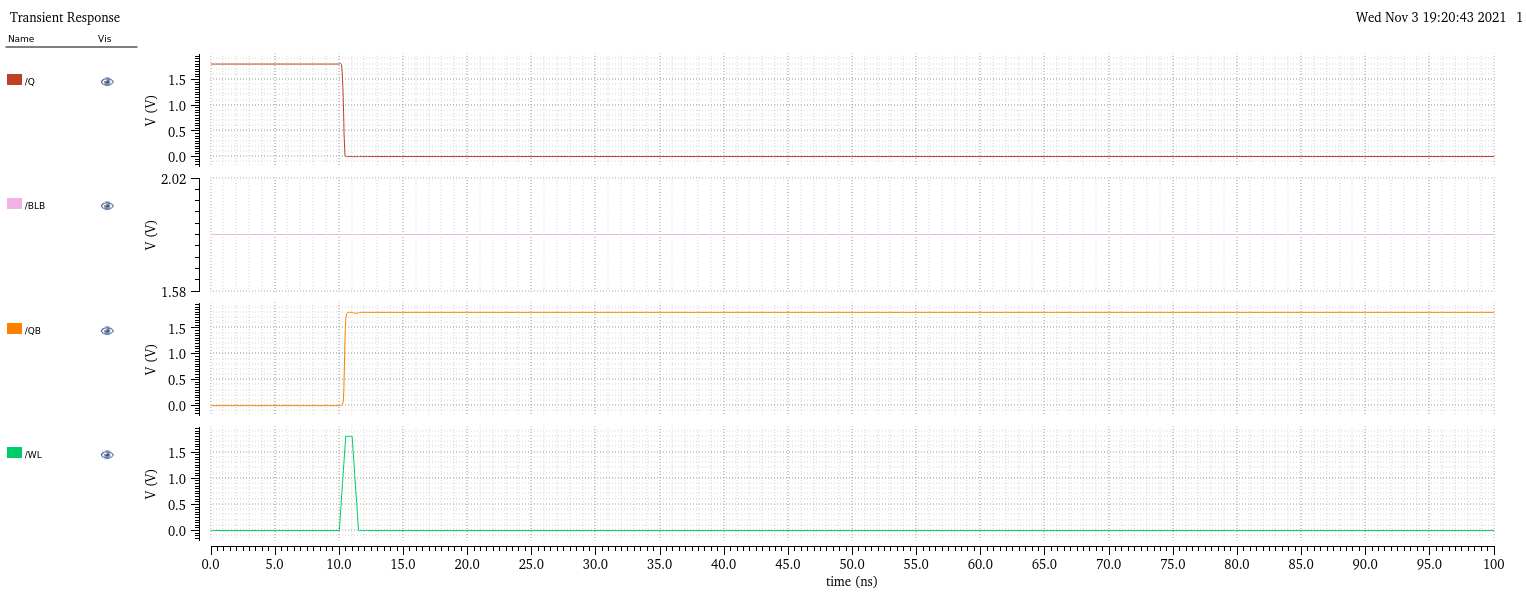 Transient Response
Wed Nov 3 19:20:43 2021 1
Name Vis
/Q
V (V)
1.5
1.0
0.5
0.0
/BLB
V (V)
2.02
1.58
/QB
V (V)
1.5
1.0
0.5
0.0
/WL
V (V)
1.5
1.0
0.5
0.0
0.0 5.0 10.0 15.0 20.0 25.0 30.0 35.0 40.0 45.0 50.0 55.0 60.0 65.0 70.0 75.0 80.0 85.0 90.0 95.0 100
time (ns)